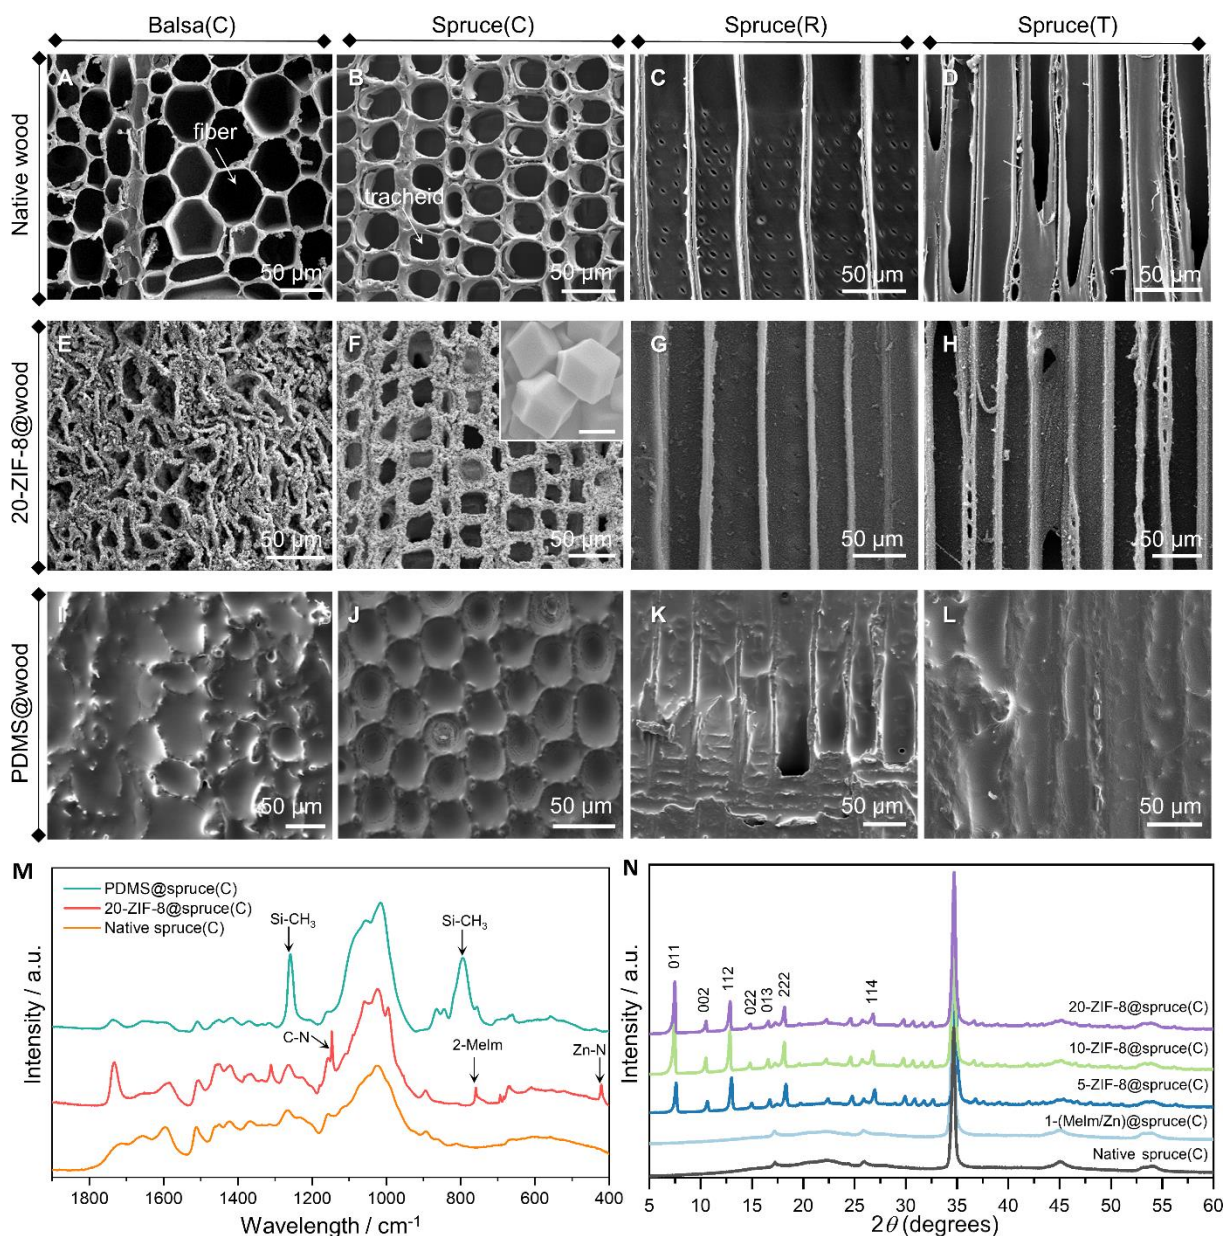 Balsa(C) Spruce(C) Spruce(R) Spruce(T)
Native wood
A fiber 50 µm
B tracheid 50 µm
C 50 µm
D 50 µm
20-ZIF-8@wood
E 50 µm
F 50 µm
G 50 µm
H 50 µm
PDMS@wood
I 50 µm
J 50 µm
K 50 µm
L 50 µm
M
PDMS@spruce(C)
20-ZIF-8@spruce(C)
Native spruce(C)
Si-CH₃
Si-CH₃
C-N
2-MeIm
Zn-N
Intensity / a.u.
1800 1600 1400 1200 1000 800 600 400
Wavelength / cm⁻¹
N
011 002 112 022 013 222 114
20-ZIF-8@spruce(C)
10-ZIF-8@spruce(C)
5-ZIF-8@spruce(C)
1-(MeIm/Zn)@spruce(C)
Native spruce(C)
Intensity / a.u.
5 10 15 20 25 30 35 40 45 50 55 60
2θ (degrees)